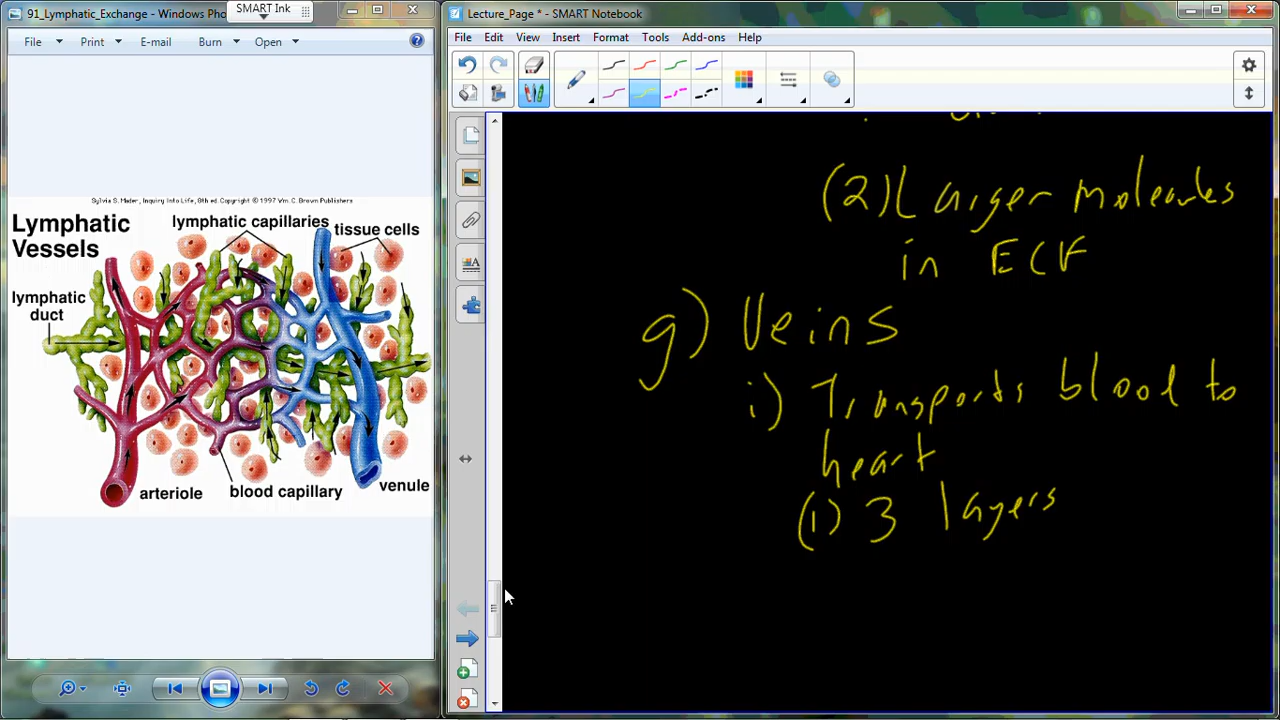 91_Lymphatic_Exchange - Windows Pho
SMART Ink
File Print E-mail Burn Open
Sylvia S. Mader, Inquiry Into Life, 8th ed. Copyright © 1997 Wm. C. Brown Publishers.
Lymphatic
Vessels
lymphatic capillaries
tissue cells
lymphatic
duct
arteriole
blood capillary
venule
Lecture_Page * - SMART Notebook
File Edit View Insert Format Tools Add-ons Help
(2) Larger molecules
in ECF
g) Veins
i) Transports blood to
heart
(1) 3 layers